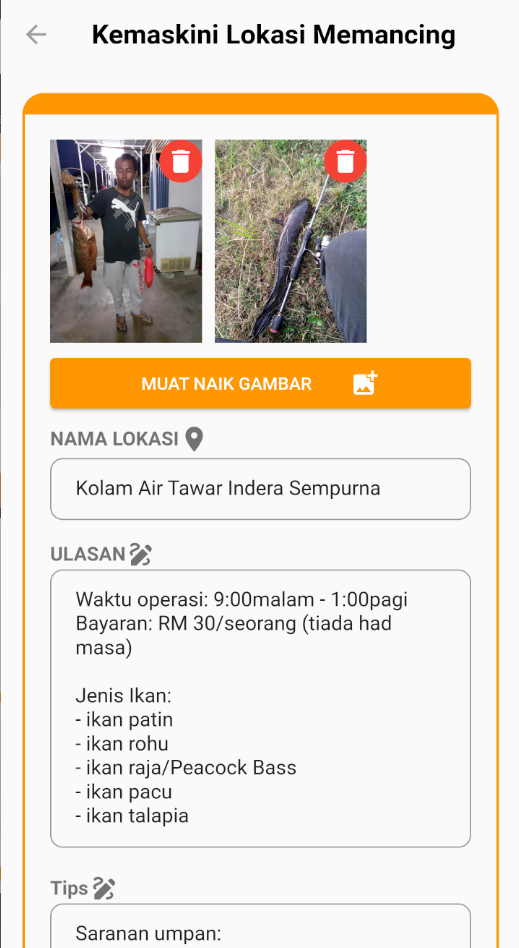 Kemaskini Lokasi Memancing
MUAT NAIK GAMBAR
NAMA LOKASI
Kolam Air Tawar Indera Sempurna
ULASAN
Waktu operasi: 9:00malam - 1:00pagi
Bayaran: RM 30/seorang (tiada had
masa)
Jenis Ikan:
- ikan patin
- ikan rohu
- ikan raja/Peacock Bass
- ikan pacu
- ikan talapia
Tips
Saranan umpan: